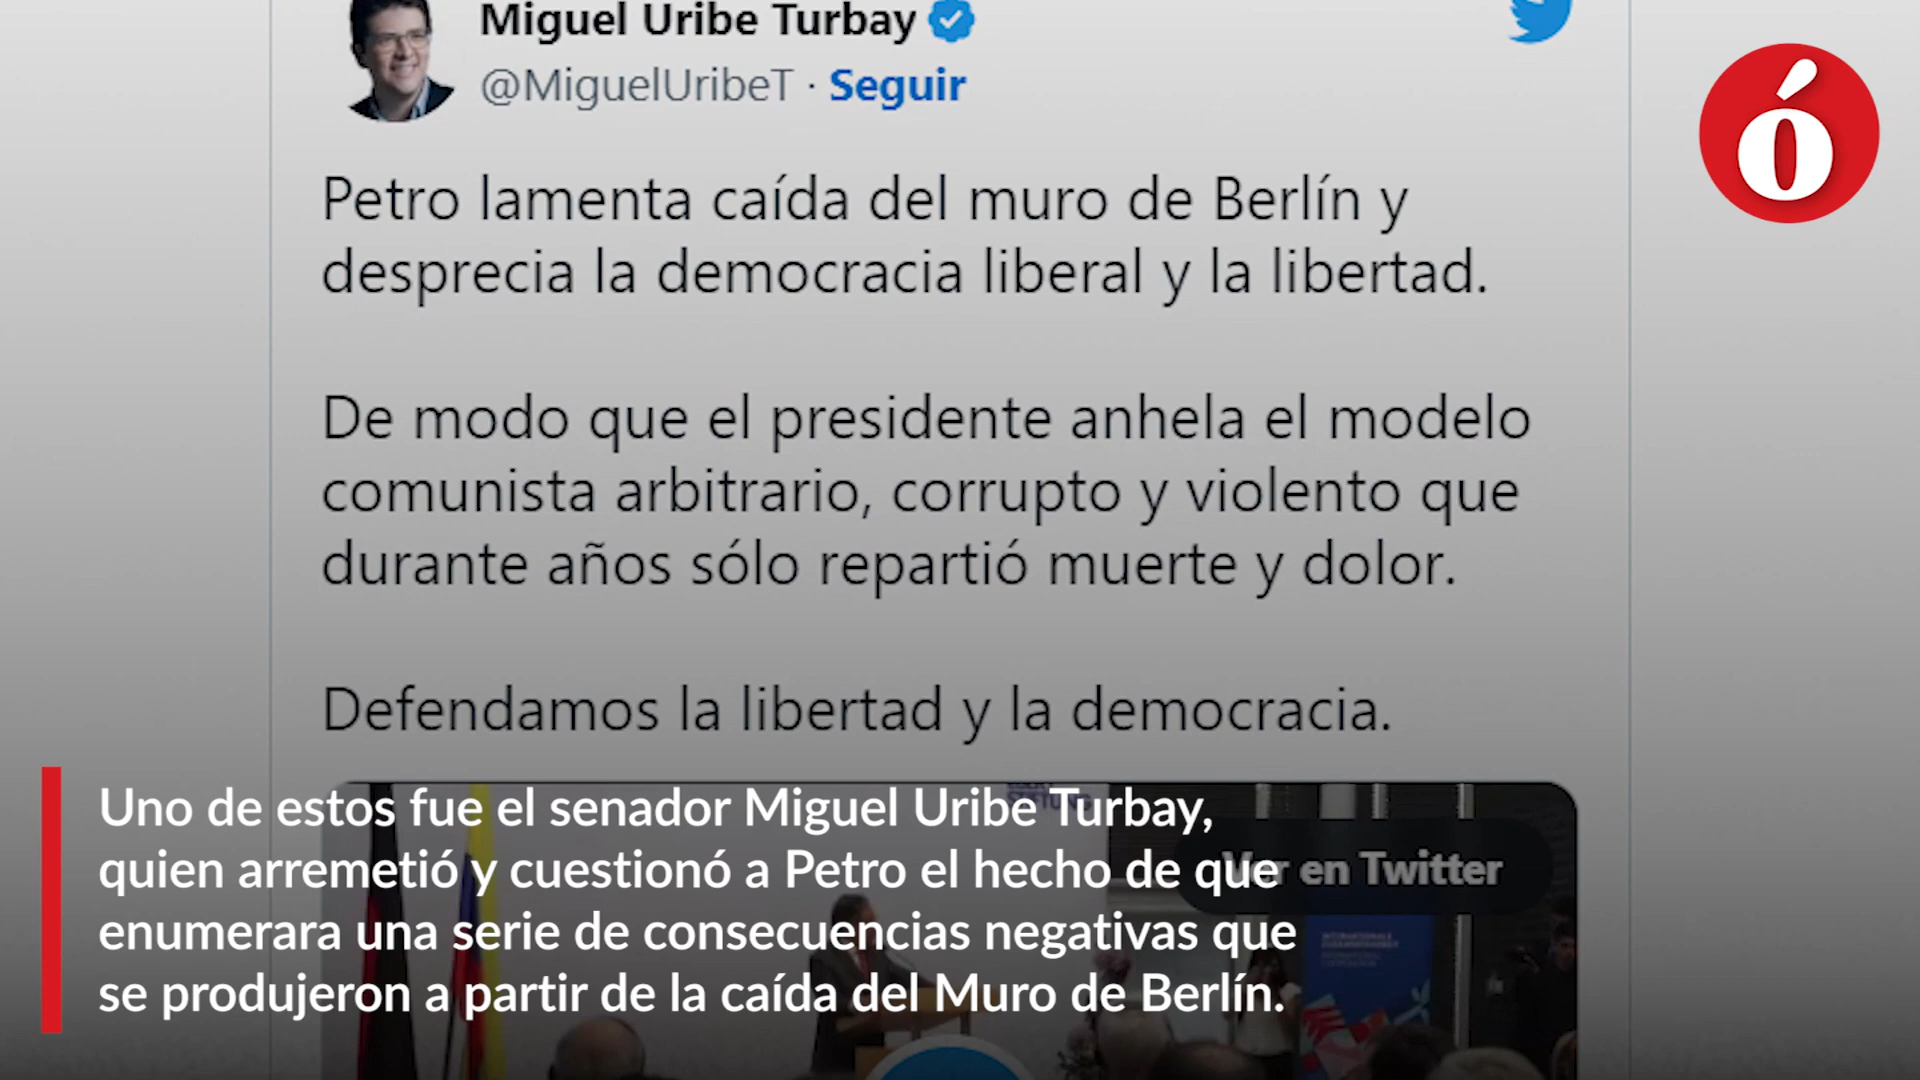 Miguel Uribe Turbay
@MiguelUribeT · Seguir
ó
Petro lamenta caída del muro de Berlín y
desprecia la democracia liberal y la libertad.
De modo que el presidente anhela el modelo
comunista arbitrario, corrupto y violento que
durante años sólo repartió muerte y dolor.
Defendamos la libertad y la democracia.
Uno de estos fue el senador Miguel Uribe Turbay,
quien arremetió y cuestionó a Petro el hecho de que
enumerara una serie de consecuencias negativas que
se produjeron a partir de la caída del Muro de Berlín.
Ver en Twitter